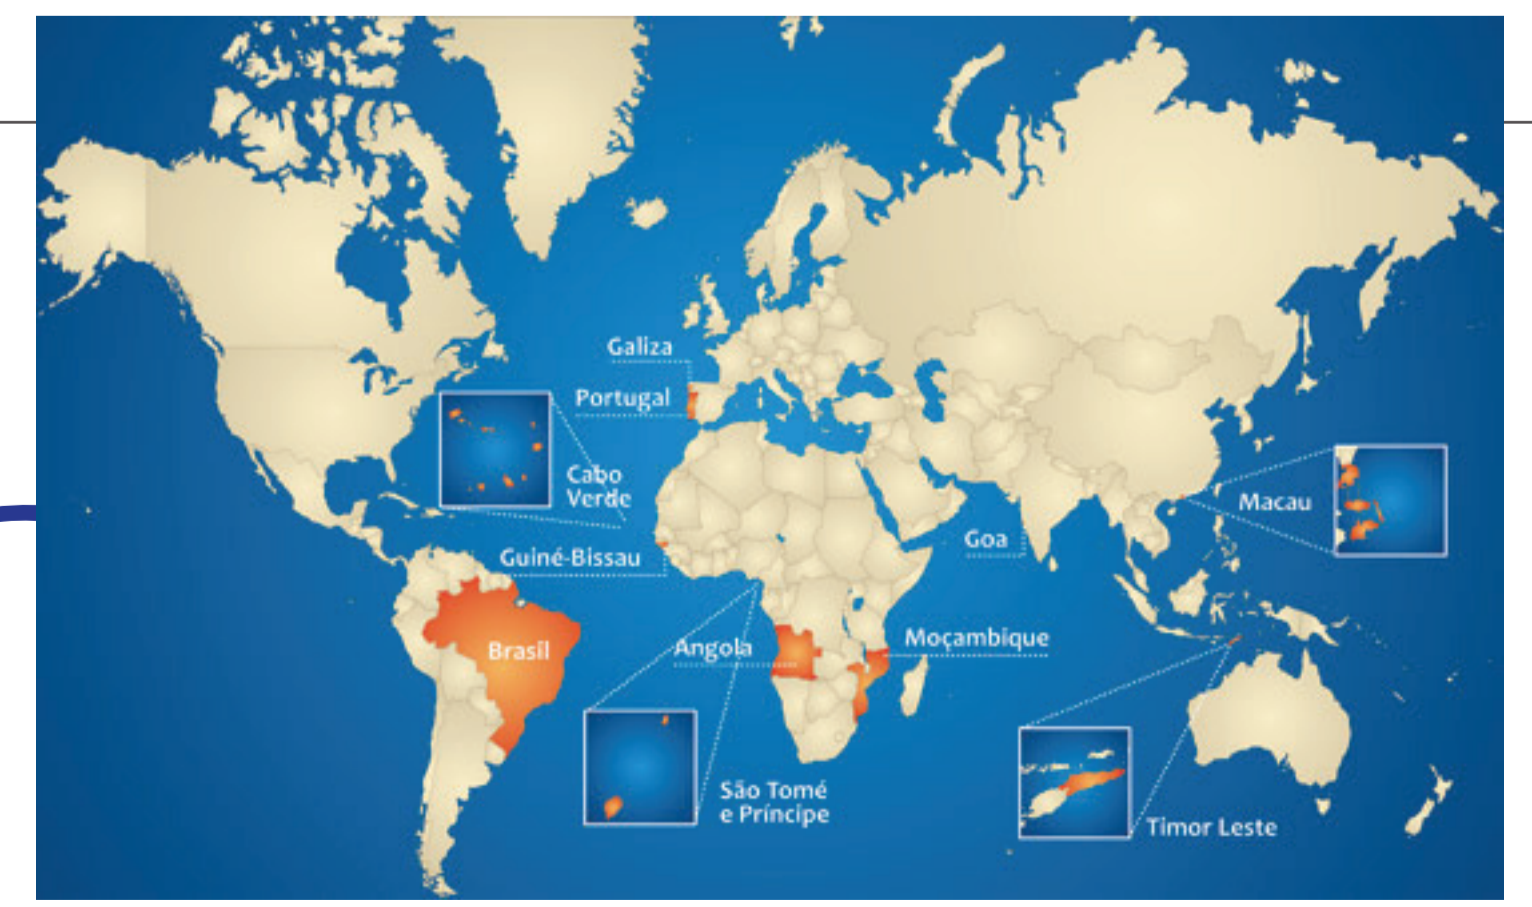 Galiza
Portugal
Cabo
Verde
Macau
Goa
Guiné-Bissau
Moçambique
Angola
Brasil
São Tomé
e Príncipe
Timor Leste